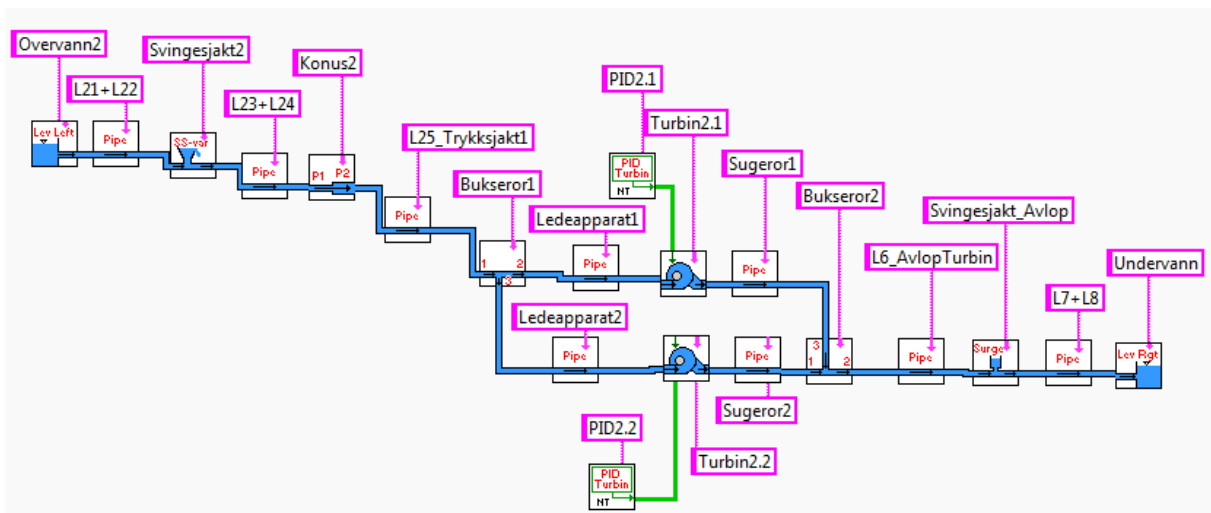 Overvann2
Svingesjakt2
Konus2
PID2.1
L21+L22
L23+L24
L25_Trykksjakt1
Turbin2.1
Lev Left
Pipe
SS-var
Pipe
P1 P2
PID
Turbin
NT
Bukseror1
Sugeror1
Bukseror2
Svingesjakt_Avlop
Pipe
Ledeapparat1
L6_AvlopTurbin
Undervann
1 2
3
Pipe
Pipe
L7+L8
Ledeapparat2
Pipe
Pipe
3
1 2
Pipe
Surge
Pipe
Lev Rgt
Sugeror2
PID2.2
Turbin2.2
PID
Turbin
NT